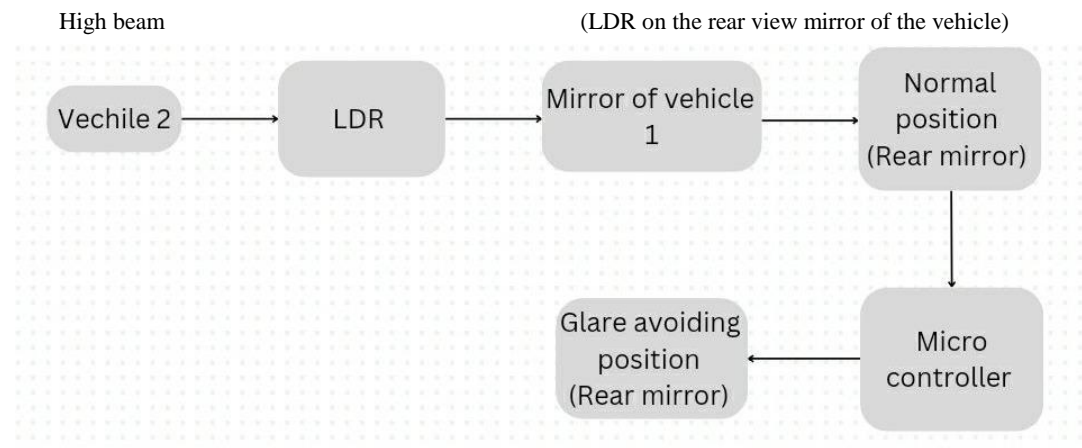 High beam
(LDR on the rear view mirror of the vehicle)
Vechile 2
LDR
Mirror of vehicle
1
Normal
position
(Rear mirror)
Micro
controller
Glare avoiding
position
(Rear mirror)